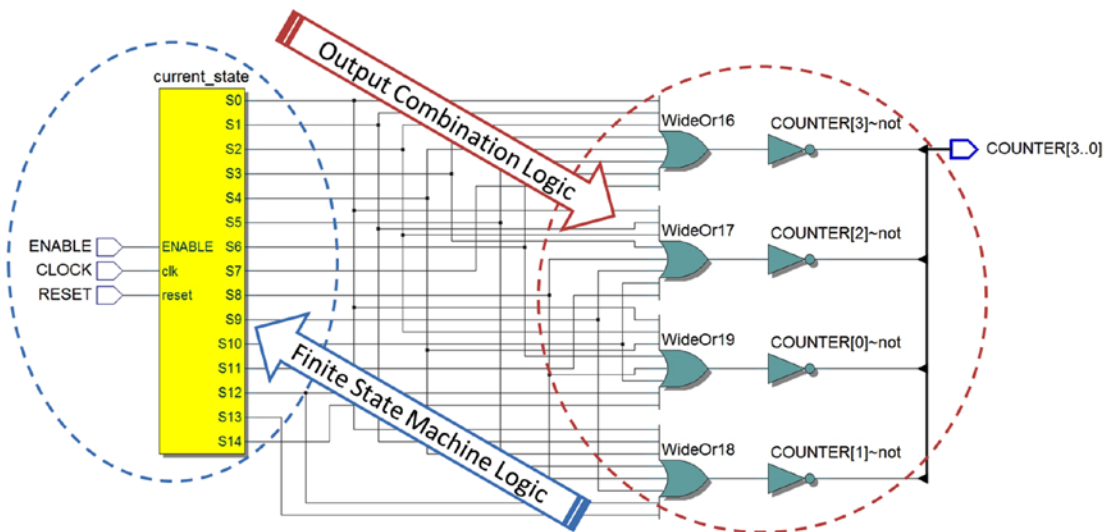 current_state
S0
S1
S2
S3
S4
S5
ENABLE ENABLE S6
CLOCK clk S7
RESET reset S8
S9
S10
S11
S12
S13
S14
Output Combination Logic
Finite State Machine Logic
WideOr16 COUNTER[3]~not
COUNTER[3..0]
WideOr17 COUNTER[2]~not
WideOr19 COUNTER[0]~not
WideOr18 COUNTER[1]~not